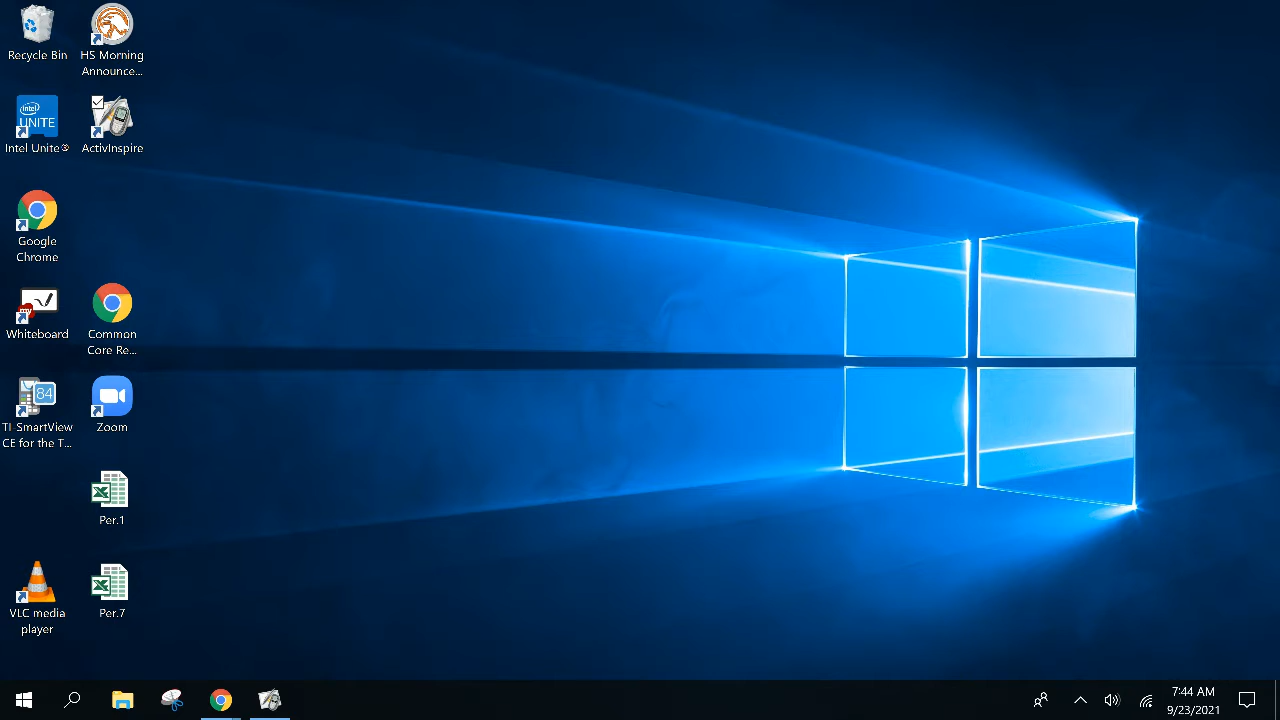 Recycle Bin
HS Morning
Announce...
intel
UNITE
Intel Unite®
ActivInspire
Google
Chrome
Whiteboard
Common
Core Re...
84
TI-SmartView
CE for the T...
Zoom
Per.1
VLC media
player
Per.7
7:44 AM
9/23/2021